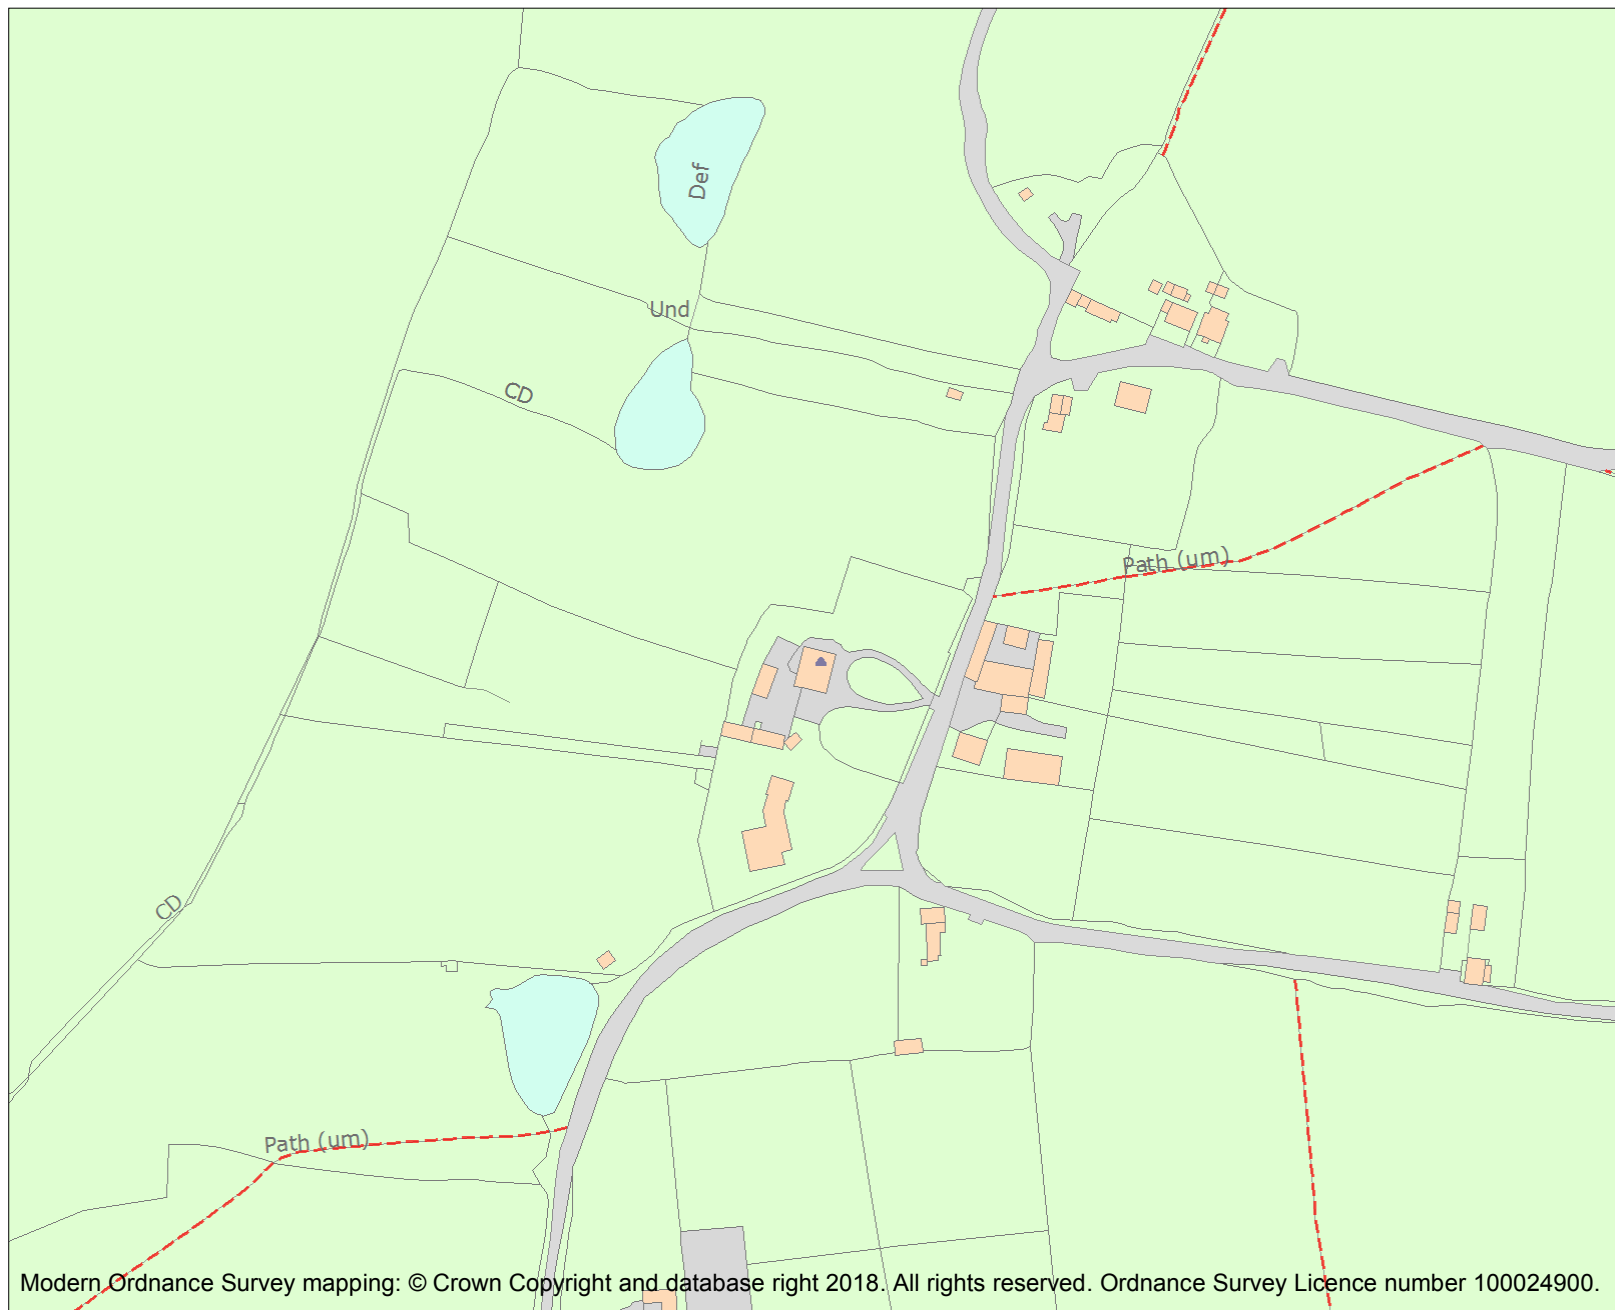 Def
Und
CD
Path (um)
CD
Path (um)
Modern Ordnance Survey mapping: © Crown Copyright and database right 2018. All rights reserved. Ordnance Survey Licence number 100024900.